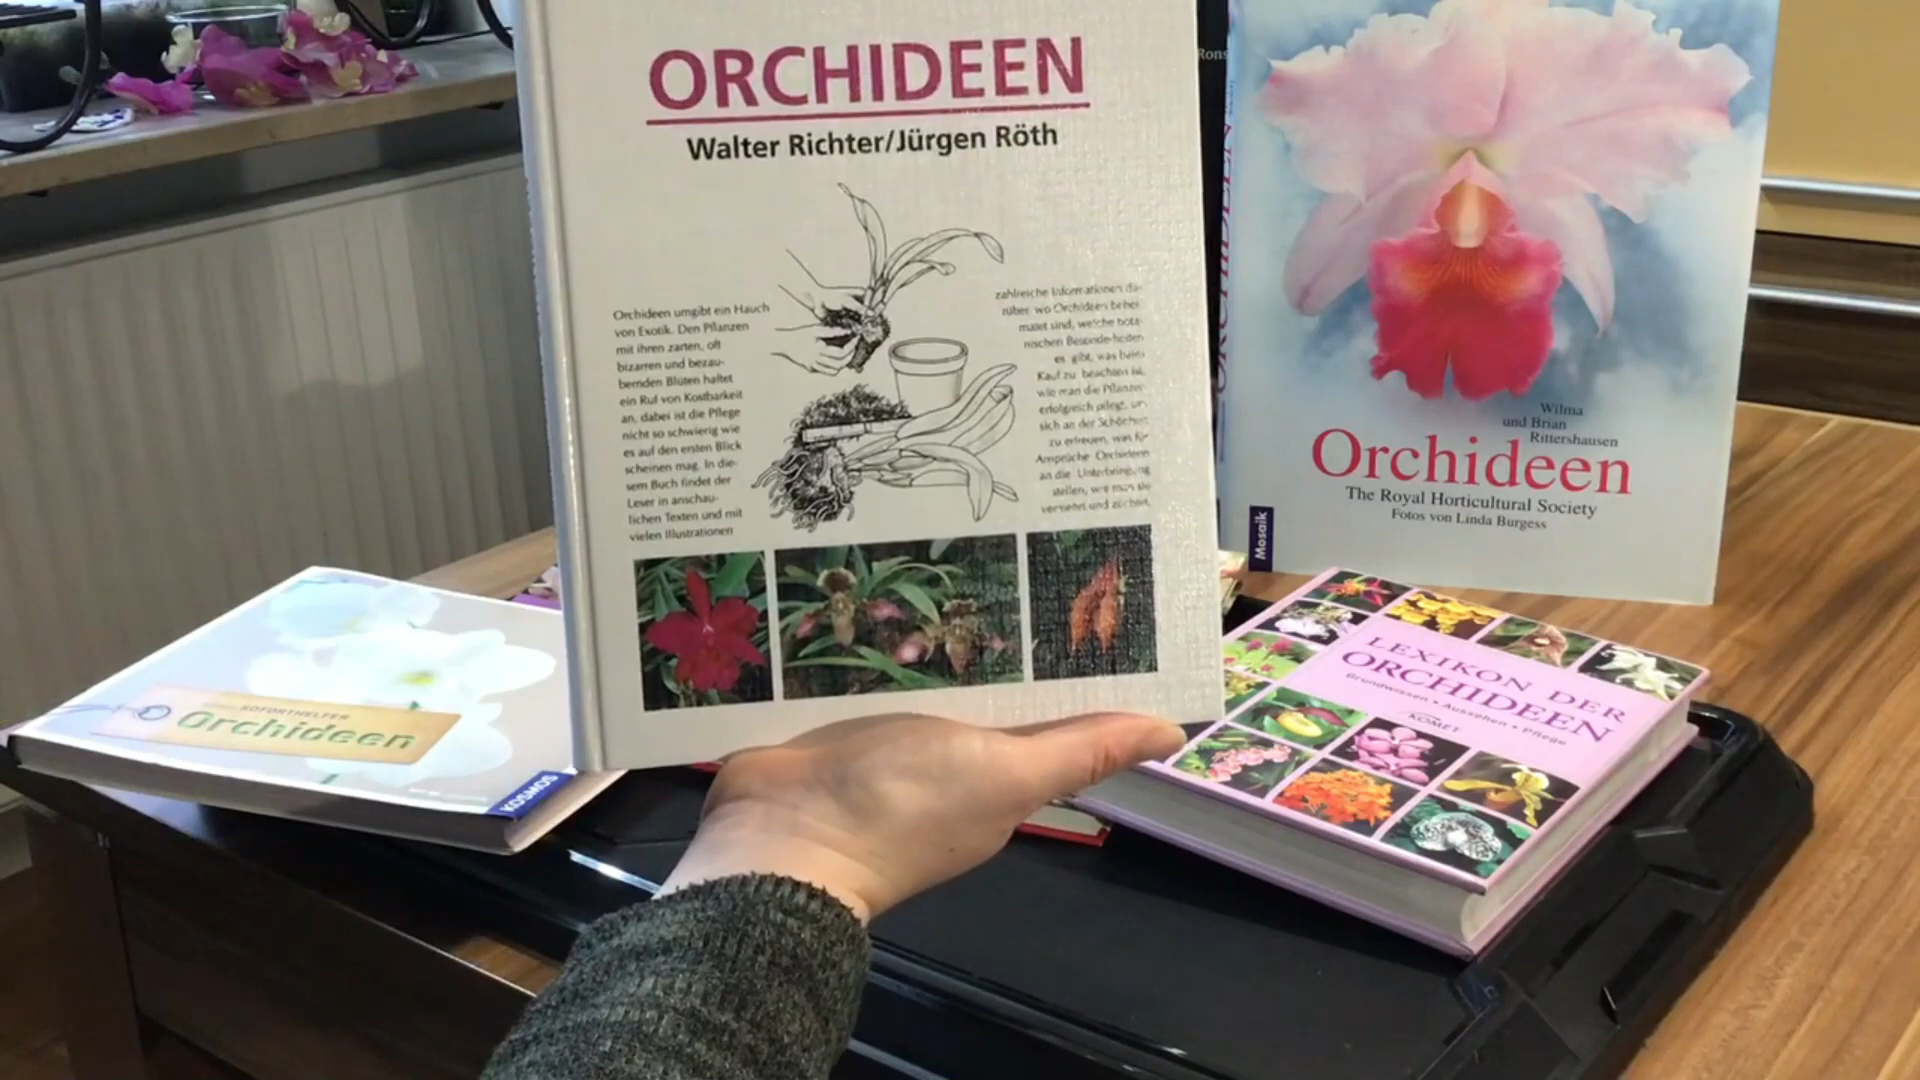 ORCHIDEEN
Walter Richter/Jürgen Röth
Orchideen umgibt ein Hauch
von Exotik. Den Pflanzen
mit ihren zarten, oft
bizarren und bezau-
bernden Blüten haftet
ein Ruf von Kostbarkeit
an, dabei ist die Pflege
nicht so schwierig wie
es auf den ersten Blick
scheinen mag. In die-
sem Buch findet der
Leser in anschau-
lichen Texten und mit
vielen Illustrationen
zahlreiche Informationen da-
rüber, wo Orchideen behei-
matet sind, welche bota-
nischen Besonderheiten
es gibt, was beim
Kauf zu beachten ist,
wie man die Pflanzen
erfolgreich pflegt, um
sich an der Schönheit
zu erfreuen, was für
Ansprüche Orchideen
an die Unterbringung
stellen, wie man sie
vermehrt und züchtet.
Rons
ORCHIDEEN
Wilma
und Brian
Rittershausen
Orchideen
The Royal Horticultural Society
Fotos von Linda Burgess
Mosaik
SOFORTHELFER
Orchideen
KOSMOS
LEXIKON DER
ORCHIDEEN
Grundwissen • Aussehen • Pflege
KOMET